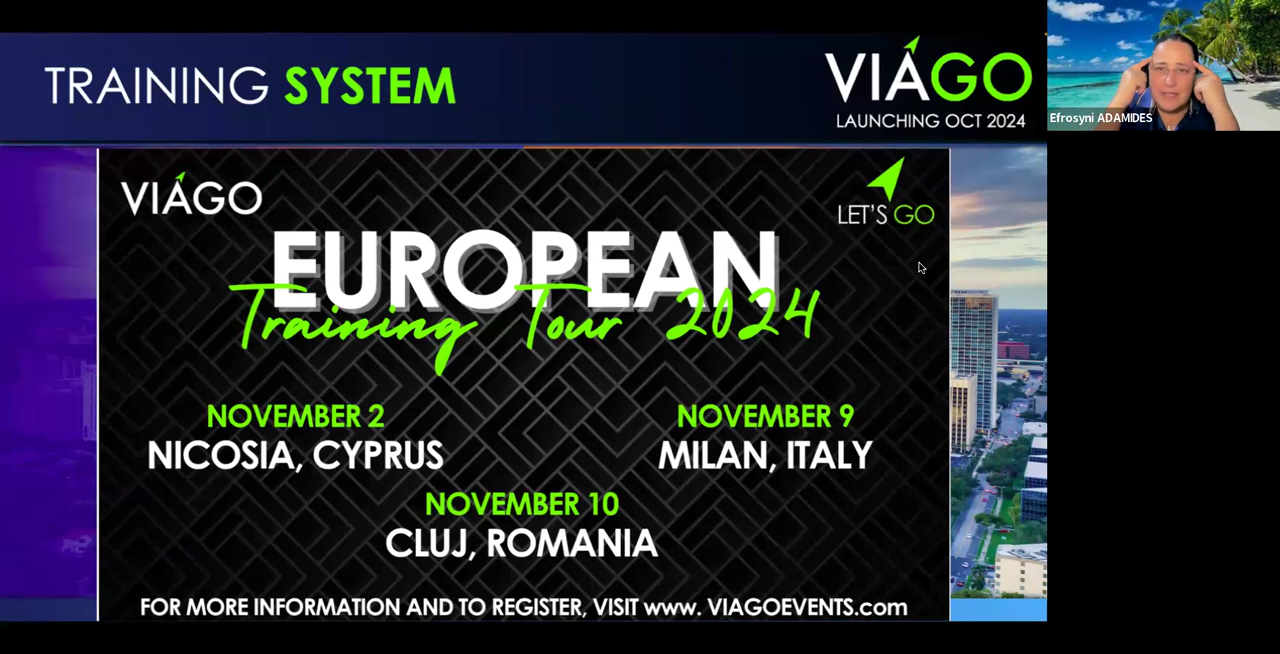 TRAINING SYSTEM
VIAGO
LAUNCHING OCT 2024
Efrosyni ADAMIDES
VIAGO
LET'S GO
EUROPEAN
Training Tour 2024
NOVEMBER 2
NICOSIA, CYPRUS
NOVEMBER 9
MILAN, ITALY
NOVEMBER 10
CLUJ, ROMANIA
FOR MORE INFORMATION AND TO REGISTER, VISIT www. VIAGOEVENTS.com